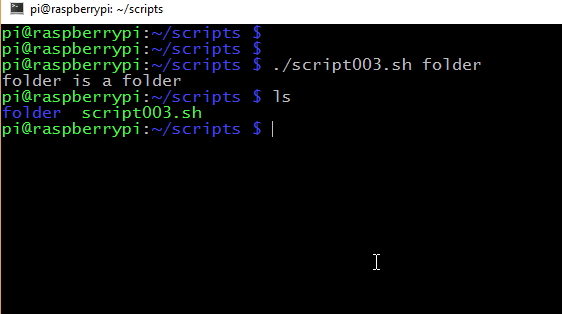 pi@raspberrypi: ~/scripts
pi@raspberrypi:~/scripts $
pi@raspberrypi:~/scripts $
pi@raspberrypi:~/scripts $ ./script003.sh folder
folder is a folder
pi@raspberrypi:~/scripts $ ls
folder  script003.sh
pi@raspberrypi:~/scripts $